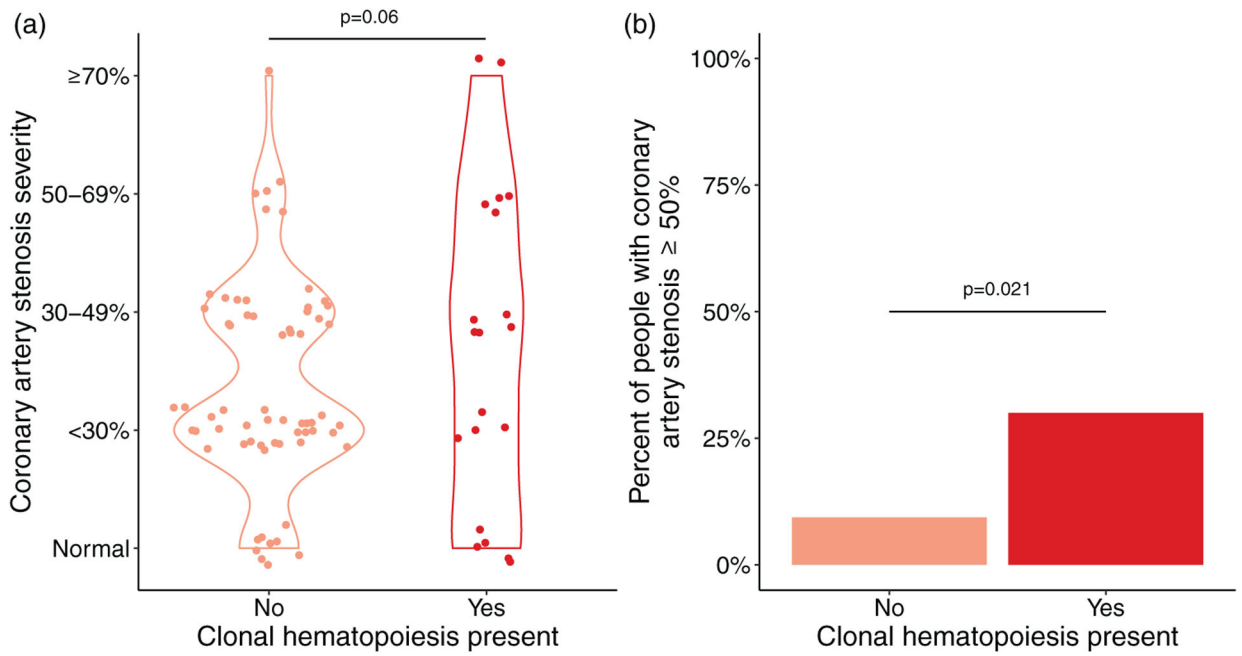 (a)
p=0.06
Coronary artery stenosis severity
≥70%
50−69%
30−49%
<30%
Normal
No
Yes
Clonal hematopoiesis present
(b)
Percent of people with coronary
artery stenosis ≥ 50%
100%
75%
50%
25%
0%
p=0.021
No
Yes
Clonal hematopoiesis present